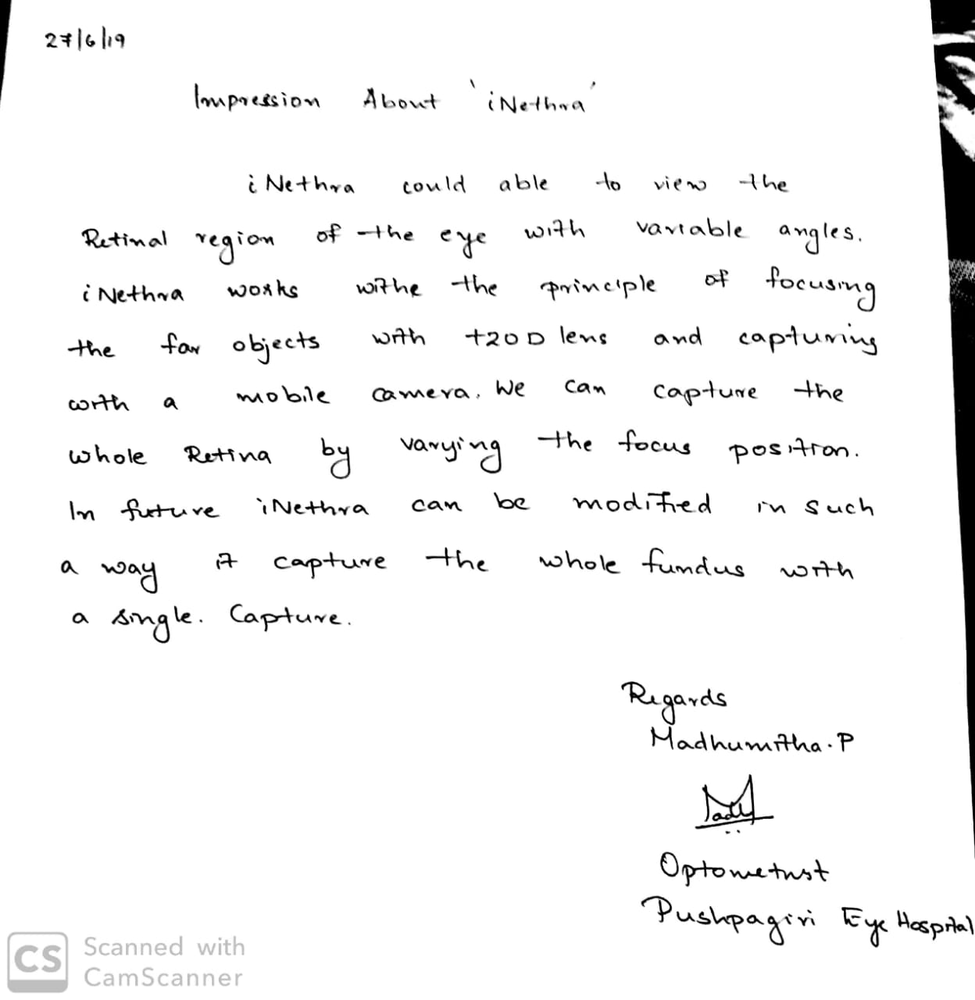 27/6/19
Impression About 'iNethra'
iNethra could able to view the
Retinal region of the eye with variable angles.
iNethra works withe the principle of focusing
the far objects with +20D lens and capturing
with a mobile camera. We can capture the
whole Retina by varying the focus position.
In future iNethra can be modified in such
a way it capture the whole fundus with
a single. Capture.
Regards
Madhumitha.P
Optometrist
Pushpagiri Eye Hospital
CS Scanned with
CamScanner